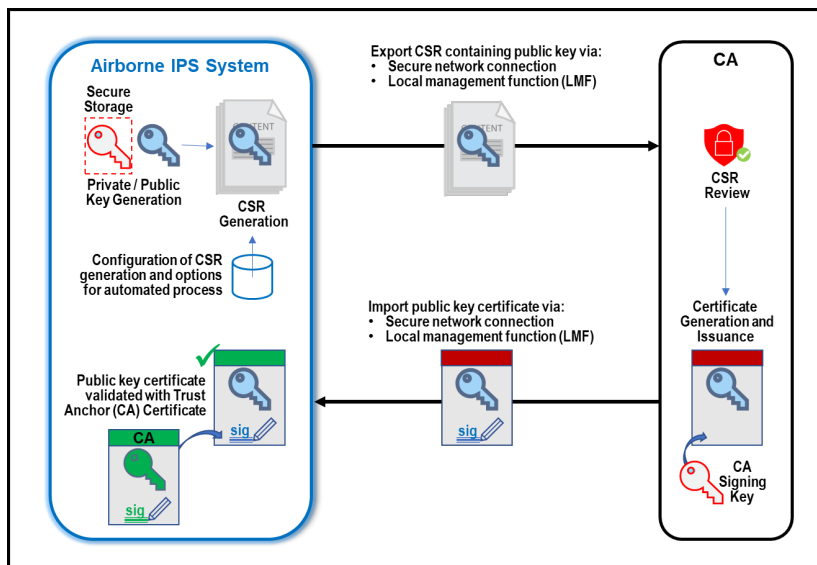 Airborne IPS System
Secure
Storage
Private / Public
Key Generation
CONTENT
CSR
Generation
Configuration of CSR
generation and options
for automated process
Public key certificate
validated with Trust
Anchor (CA) Certificate
CA
sig
sig
Export CSR containing public key via:
• Secure network connection
• Local management function (LMF)
CONTENT
Import public key certificate via:
• Secure network connection
• Local management function (LMF)
sig
CA
CSR
Review
Certificate
Generation and
Issuance
CA
Signing
Key